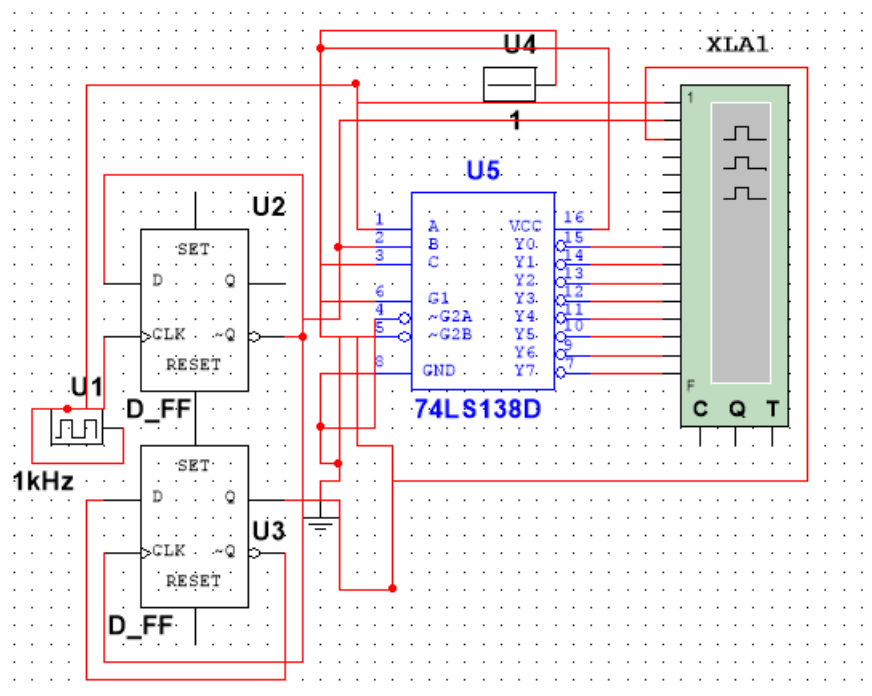 U4
XLA1
1
1
U5
U2
SET
D Q
CLK ~Q
RESET
D_FF
U1
1kHz
1 A VCC 16
2 B Y0 15
3 C Y1 14
Y2 13
6 G1 Y3 12
4 ~G2A Y4 11
5 ~G2B Y5 10
Y6 9
8 GND Y7 7
74LS138D
F
C Q T
SET
D Q
U3
CLK ~Q
RESET
D_FF